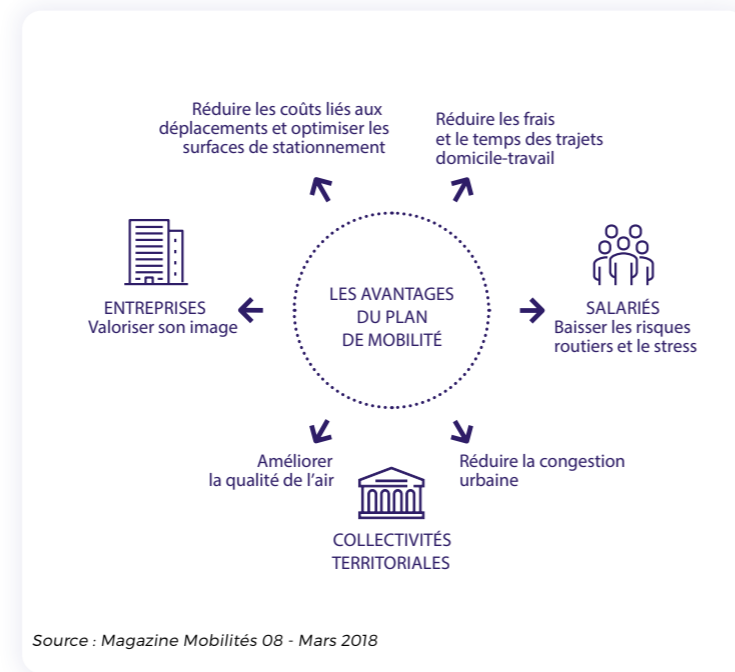 Réduire les coûts liés aux
déplacements et optimiser les
surfaces de stationnement
Réduire les frais
et le temps des trajets
domicile-travail
ENTREPRISES
Valoriser son image
LES AVANTAGES
DU PLAN
DE MOBILITÉ
SALARIÉS
Baisser les risques
routiers et le stress
Améliorer
la qualité de l’air
Réduire la congestion
urbaine
COLLECTIVITÉS
TERRITORIALES
Source : Magazine Mobilités 08 - Mars 2018